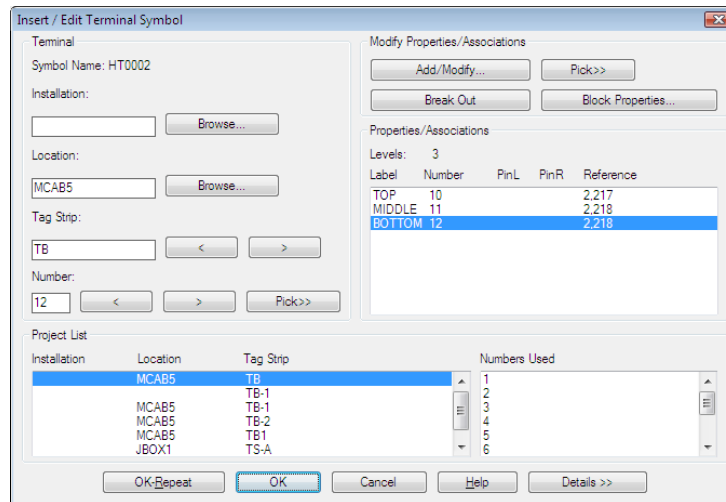 Insert / Edit Terminal Symbol
Terminal
Symbol Name: HT0002
Installation:
Browse...
Location:
MCAB5
Browse...
Tag Strip:
TB
<
>
Number:
12
<
>
Pick>>
Modify Properties/Associations
Add/Modify...
Pick>>
Break Out
Block Properties...
Properties/Associations
Levels: 3
Label Number PinL PinR Reference
TOP 10 2,217
MIDDLE 11 2,218
BOTTOM 12 2,218
Project List
Installation Location Tag Strip
MCAB5 TB
TB-1
MCAB5 TB-1
MCAB5 TB-2
MCAB5 TB1
JBOX1 TS-A
Numbers Used
1
2
3
4
5
6
OK-Repeat
OK
Cancel
Help
Details >>